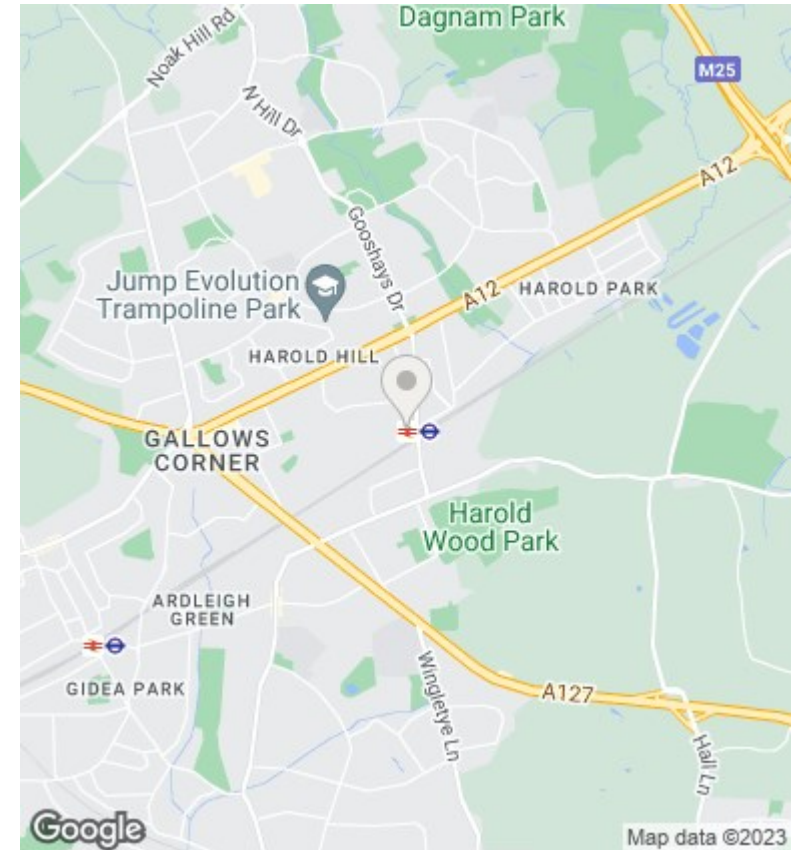 Dagnam Park
Noak Hill Rd
M25
N Hill Dr
A12
Gooshays Dr
Jump Evolution
Trampoline Park
A12
HAROLD PARK
HAROLD HILL
GALLOWS
CORNER
Harold
Wood Park
ARDLEIGH
GREEN
GIDEA PARK
Wingletye Ln
A127
Hall Ln
Google
Map data ©2023